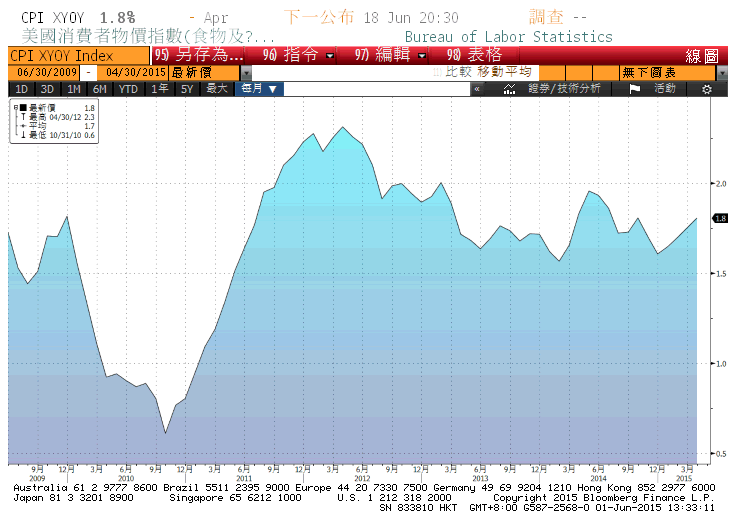 CPI XYOY 1.8% - Apr 下一公布 18 Jun 20:30 調查 --
美國消費者物價指數(食物及?... Bureau of Labor Statistics
CPI XYOY Index 95) 另存為... 96) 指令 97) 編輯 98) 表格 線圖
06/30/2009 - 04/30/2015 最新價 比較 移動平均 無下圖表
1D 3D 1M 6M YTD 1年 5Y 最大 每月 ▼ « 證券/技術分析 活動
最新價 1.8
最高 04/30/12 2.3
平均 1.7
最低 10/31/10 0.6
2.0
1.8
1.5
1.0
0.5
9月 12月 3月 6月 9月 12月 3月 6月 9月 12月 3月 6月 9月 12月 3月 6月 9月 12月 3月 6月 9月 12月 3月
2009 2010 2011 2012 2013 2014 2015
Australia 61 2 9777 8600 Brazil 5511 2395 9000 Europe 44 20 7330 7500 Germany 49 69 9204 1210 Hong Kong 852 2977 6000
Japan 81 3 3201 8900 Singapore 65 6212 1000 U.S. 1 212 318 2000 Copyright 2015 Bloomberg Finance L.P.
SN 833810 HKT GMT+8:00 G587-2568-0 01-Jun-2015 13:33:11